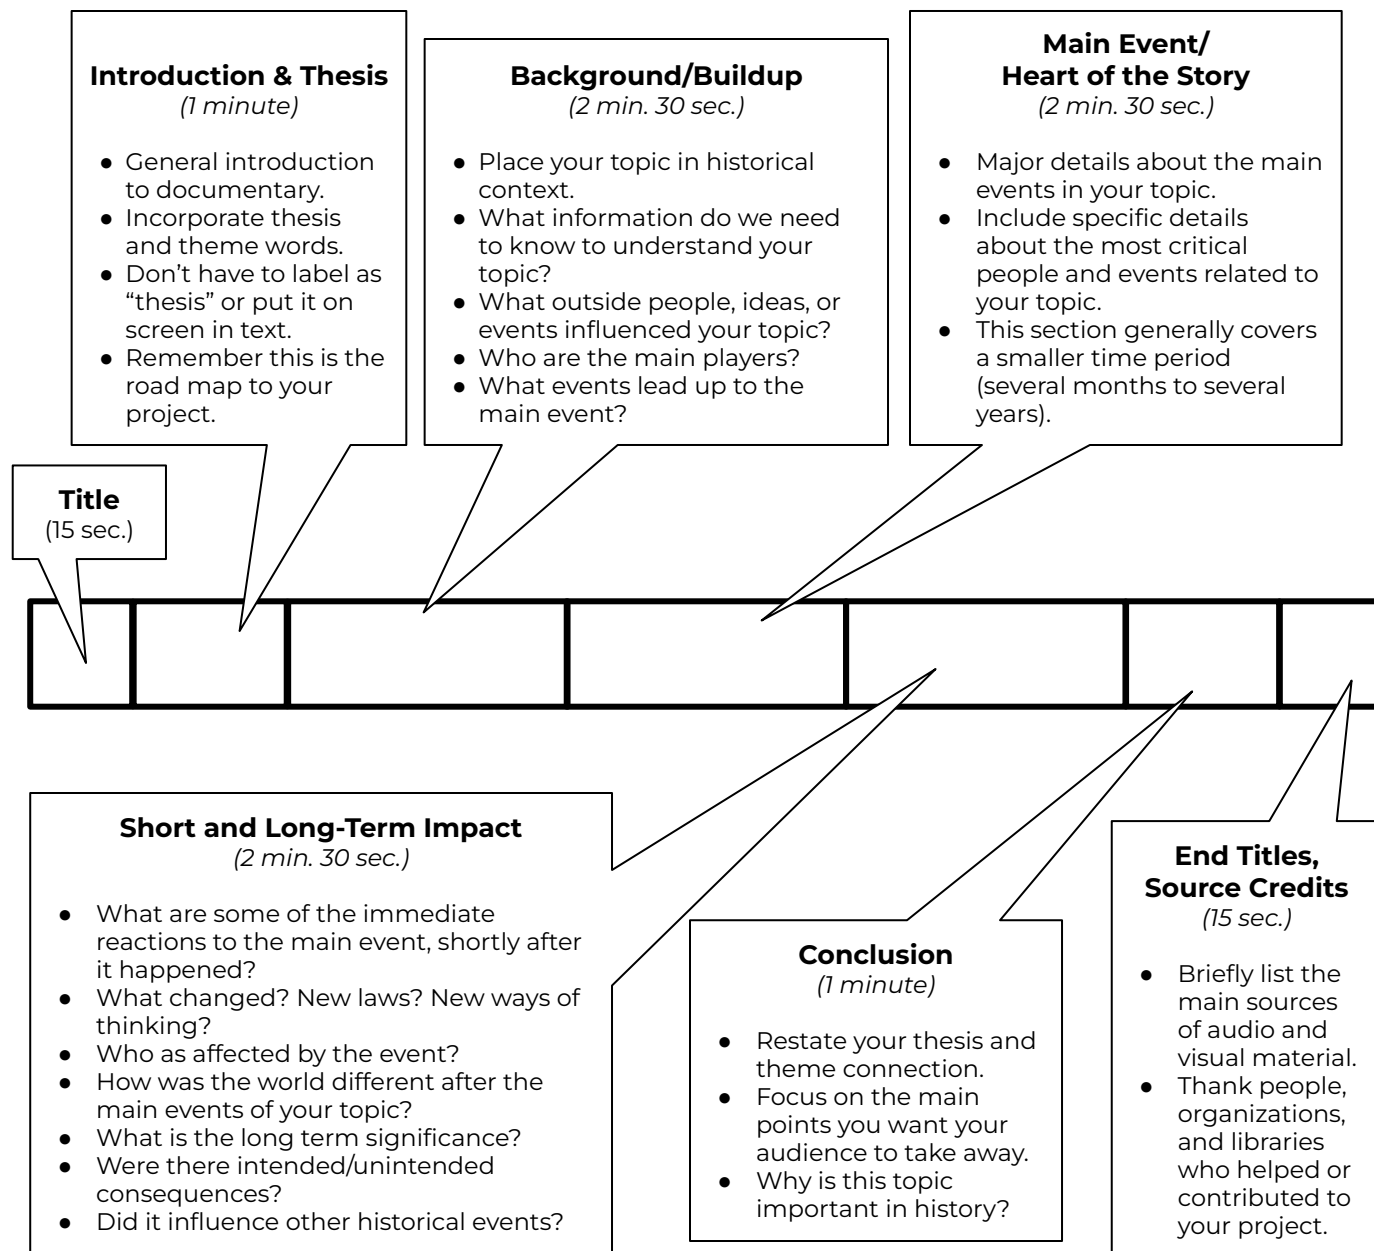 Introduction & Thesis
(1 minute)
● General introduction
to documentary.
● Incorporate thesis
and theme words.
● Don’t have to label as
“thesis” or put it on
screen in text.
● Remember this is the
road map to your
project.
Background/Buildup
(2 min. 30 sec.)
● Place your topic in historical
context.
● What information do we need
to know to understand your
topic?
● What outside people, ideas, or
events influenced your topic?
● Who are the main players?
● What events lead up to the
main event?
Main Event/
Heart of the Story
(2 min. 30 sec.)
● Major details about the main
events in your topic.
● Include specific details
about the most critical
people and events related to
your topic.
● This section generally covers
a smaller time period
(several months to several
years).
Title
(15 sec.)
Short and Long-Term Impact
(2 min. 30 sec.)
● What are some of the immediate
reactions to the main event, shortly after
it happened?
● What changed? New laws? New ways of
thinking?
● Who as affected by the event?
● How was the world different after the
main events of your topic?
● What is the long term significance?
● Were there intended/unintended
consequences?
● Did it influence other historical events?
Conclusion
(1 minute)
● Restate your thesis and
theme connection.
● Focus on the main
points you want your
audience to take away.
● Why is this topic
important in history?
End Titles,
Source Credits
(15 sec.)
● Briefly list the
main sources
of audio and
visual material.
● Thank people,
organizations,
and libraries
who helped or
contributed to
your project.